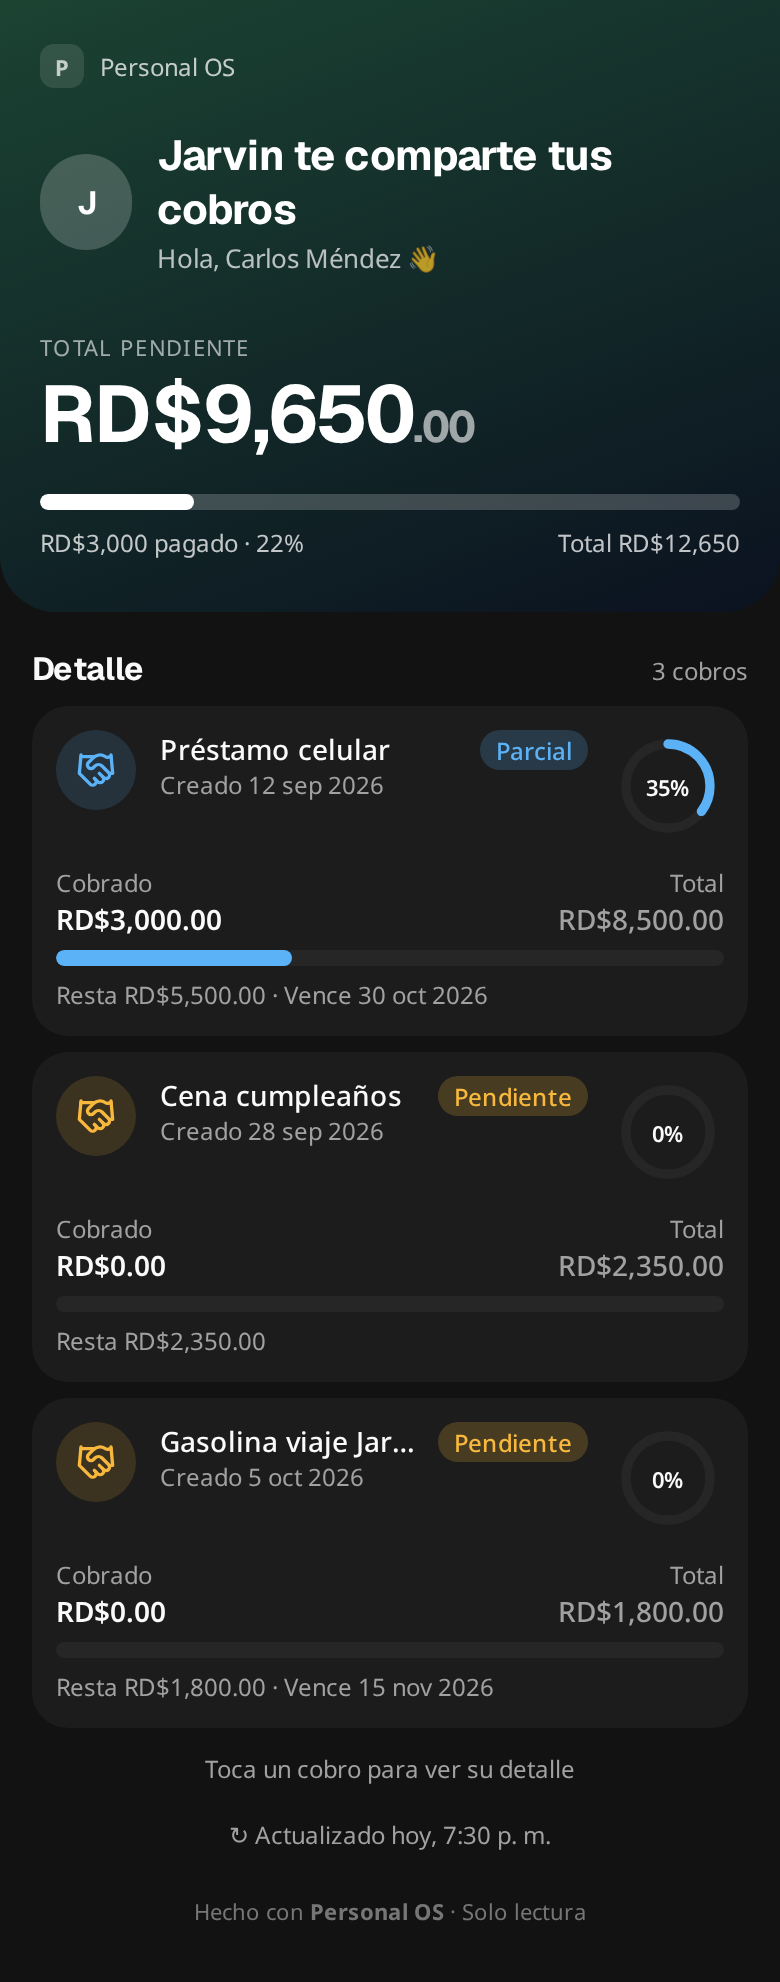 P Personal OS
J
Jarvin te comparte tus
cobros
Hola, Carlos Méndez 👋
TOTAL PENDIENTE
RD$9,650.00
RD$3,000 pagado · 22% Total RD$12,650
Detalle 3 cobros
Préstamo celular Parcial 35%
Creado 12 sep 2026
Cobrado Total
RD$3,000.00 RD$8,500.00
Resta RD$5,500.00 · Vence 30 oct 2026
Cena cumpleaños Pendiente 0%
Creado 28 sep 2026
Cobrado Total
RD$0.00 RD$2,350.00
Resta RD$2,350.00
Gasolina viaje Jar... Pendiente 0%
Creado 5 oct 2026
Cobrado Total
RD$0.00 RD$1,800.00
Resta RD$1,800.00 · Vence 15 nov 2026
Toca un cobro para ver su detalle
↻ Actualizado hoy, 7:30 p. m.
Hecho con Personal OS · Solo lectura